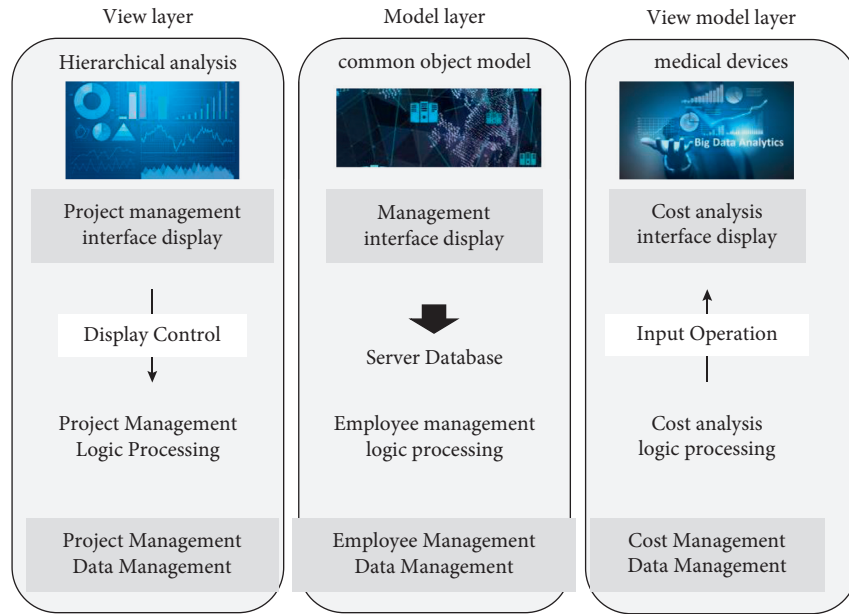 View layer
Hierarchical analysis
Project management
interface display
Display Control
Project Management
Logic Processing
Project Management
Data Management
Model layer
common object model
Management
interface display
Server Database
Employee management
logic processing
Employee Management
Data Management
View model layer
medical devices
Big Data Analytics
Cost analysis
interface display
Input Operation
Cost analysis
logic processing
Cost Management
Data Management